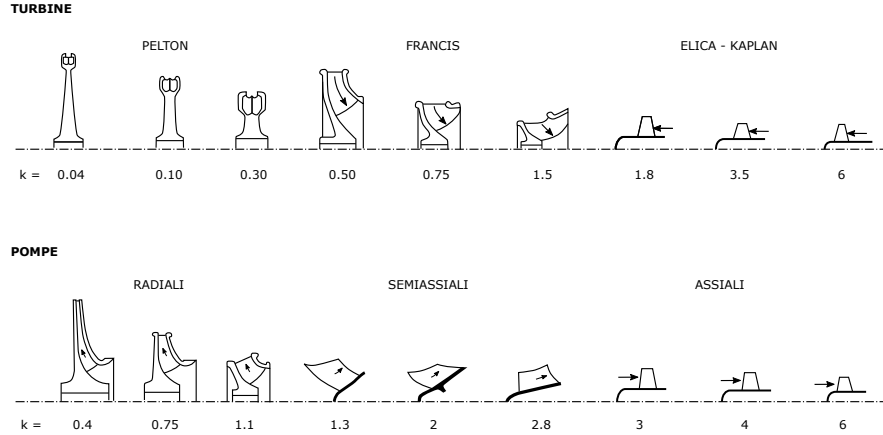 TURBINE
PELTON FRANCIS ELICA - KAPLAN
k = 0.04 0.10 0.30 0.50 0.75 1.5 1.8 3.5 6
POMPE
RADIALI SEMIASSIALI ASSIALI
k = 0.4 0.75 1.1 1.3 2 2.8 3 4 6